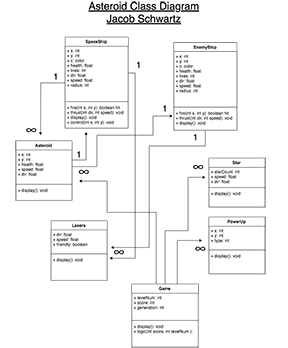 Asteroid Class Diagram
Jacob Schwartz
SpaceShip
+ x: int
+ y: int
+ c: color
+ health: float
+ lives: int
+ dir: float
+ speed: float
+ radius: int
+ fire(int x, int y): boolean hit
+ thrust(int dir, int speed): void
+ display(): void
+ control(int x, int y): void
EnemyShip
+ x: int
+ y: int
+ c: color
+ health: float
+ lives: int
+ dir: float
+ speed: float
+ radius: int
+ fire(int x, int y): boolean hit
+ thrust(int dir, int speed): void
+ display(): void
1
1
∞
1
1
Asteroid
+ x: int
+ y: int
+ health: float
+ speed: float
+ dir: float
+ display(): void
∞
∞
Star
+ starCount: int
+ speed: int
+ dir: float
+ display(): void
Lasers
+ dir: float
+ speed: float
+ friendly: boolean
+ display(): void
∞
∞
PowerUp
+ x: int
+ y: int
+ type: int
+ display(): void
Game
+ levelNum: int
+ score: int
+ generation: int
+ display(): void
+ logic(int score, int levelNum ):